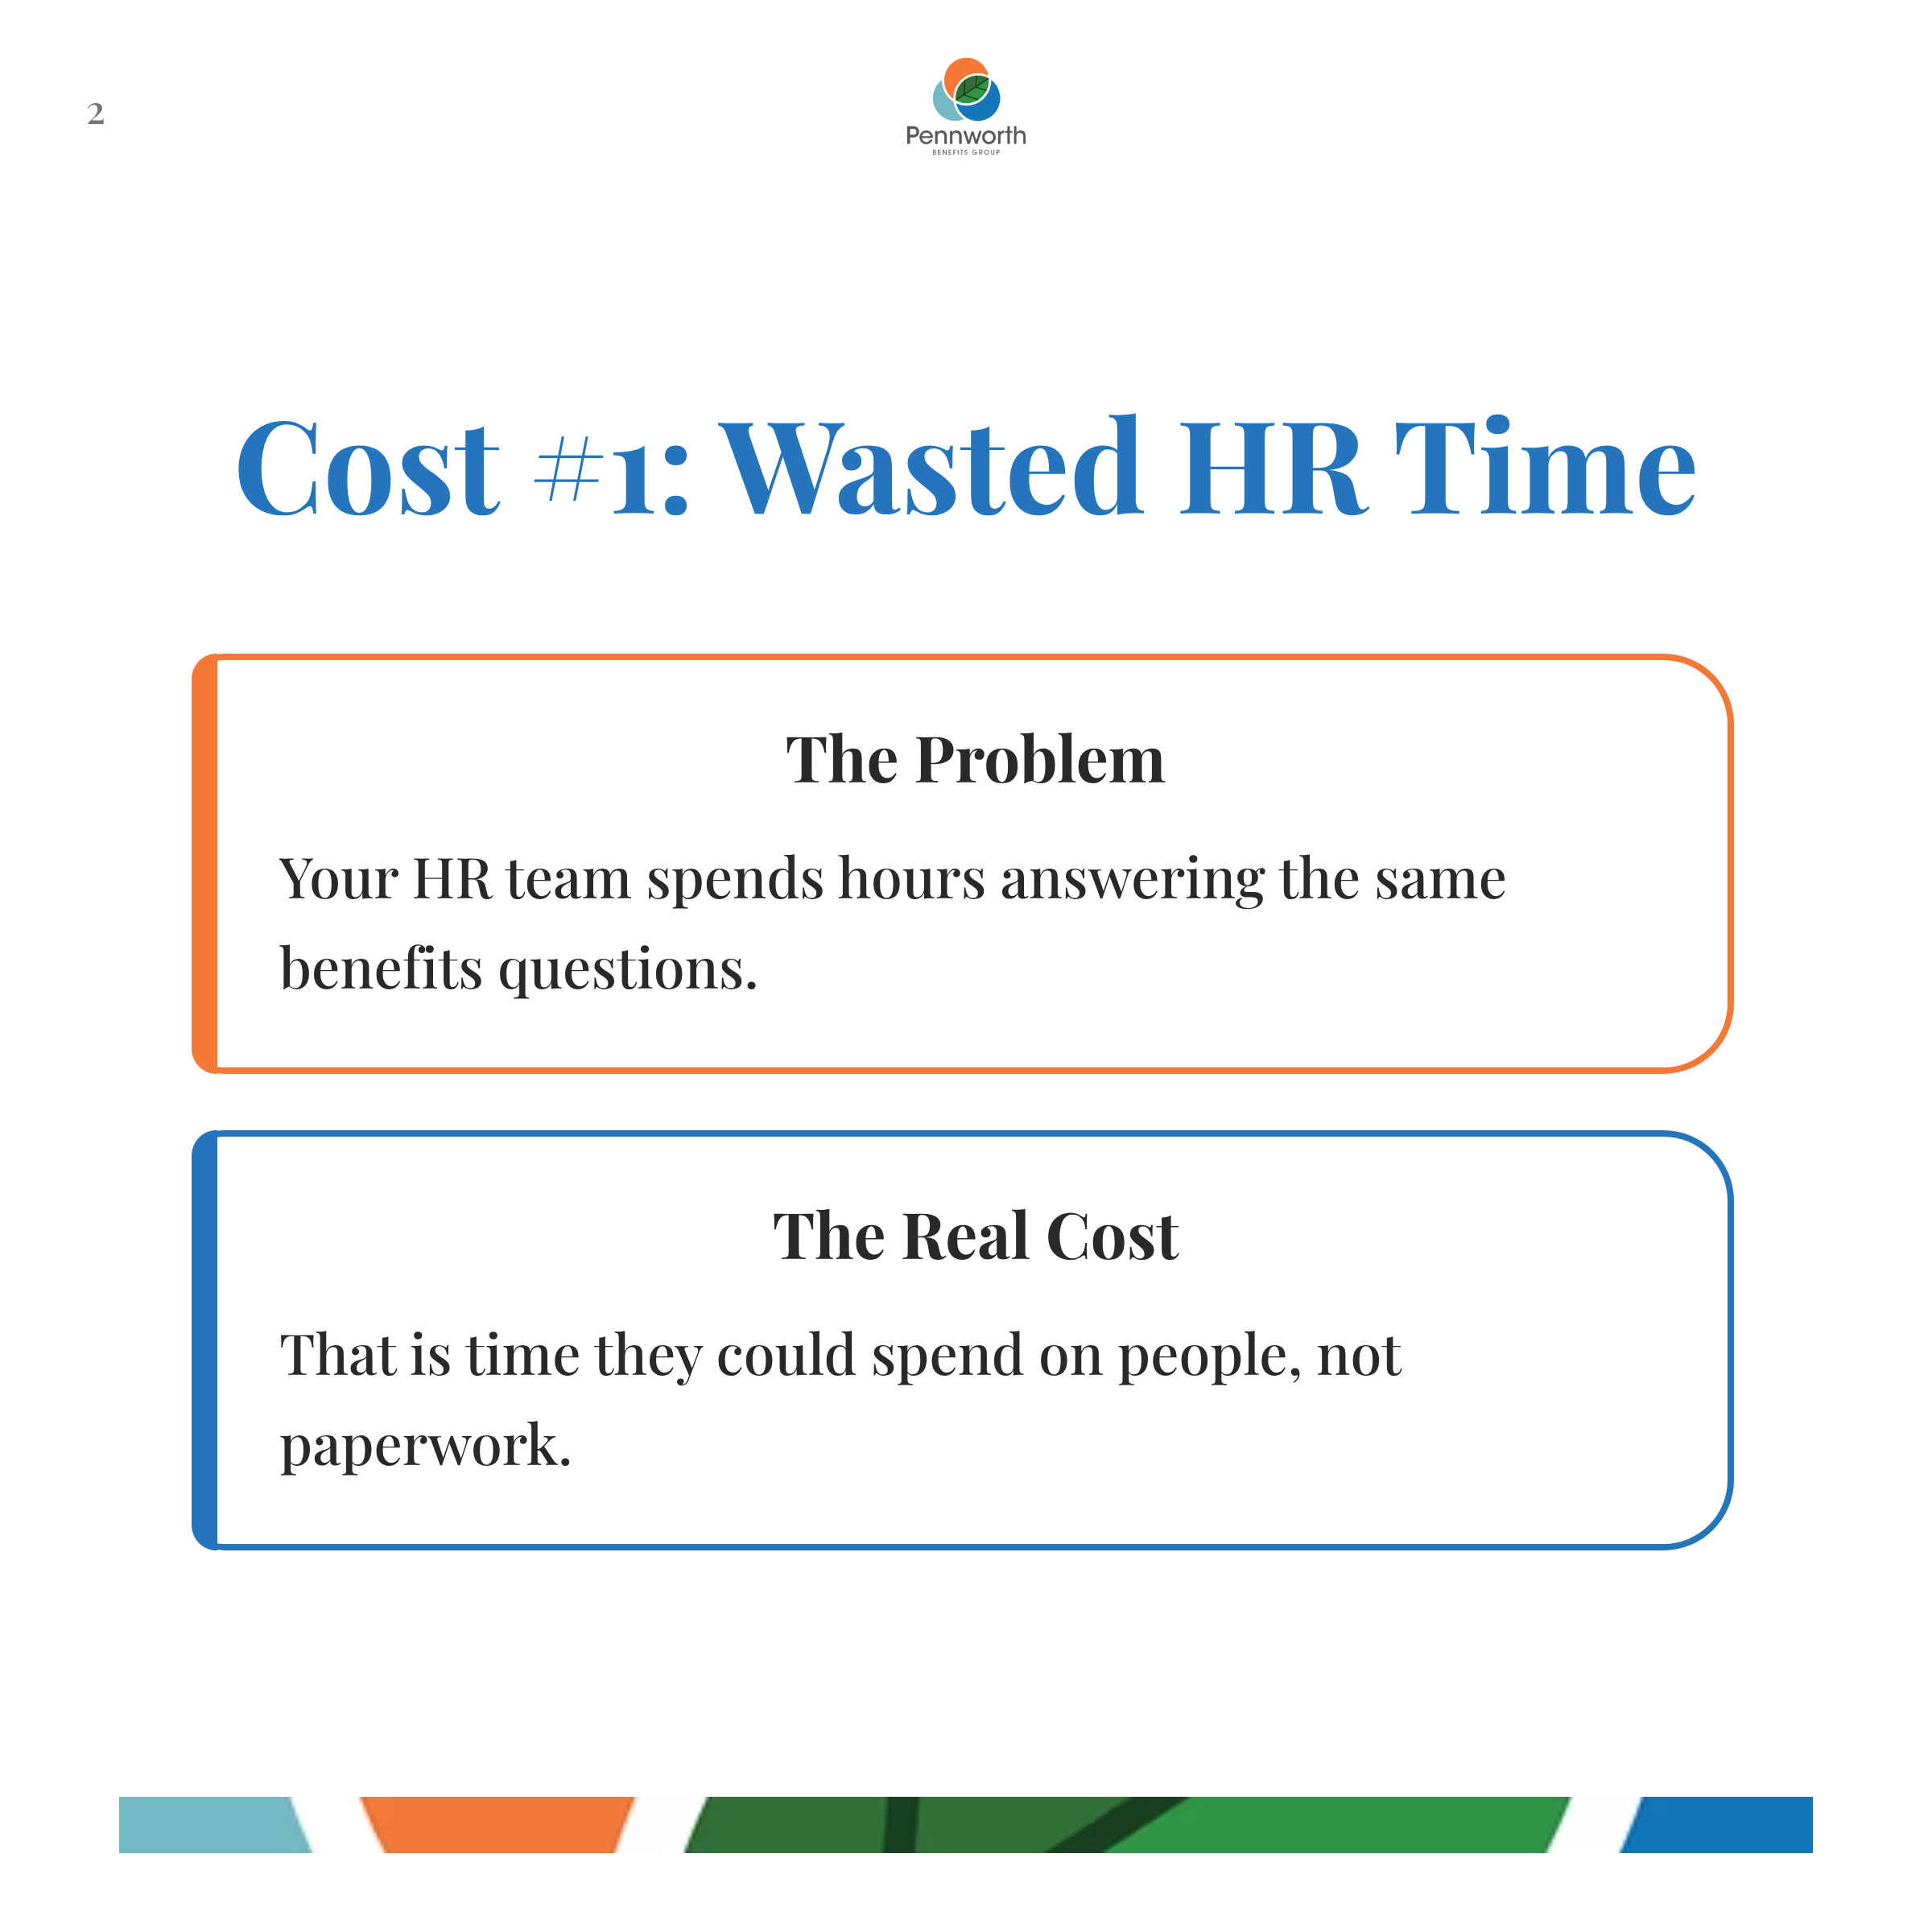 2
Pennworth
BENEFITS GROUP
Cost #1: Wasted HR Time
The Problem
Your HR team spends hours answering the same
benefits questions.
The Real Cost
That is time they could spend on people, not
paperwork.